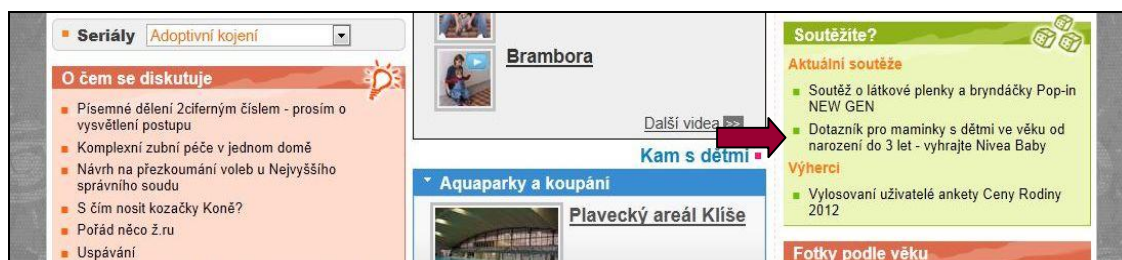 Seriály Adoptivní kojení
O čem se diskutuje
Písemné dělení 2ciferným číslem - prosím o
vysvětlení postupu
Komplexní zubní péče v jednom domě
Návrh na přezkoumání voleb u Nejvyššího
správního soudu
S čím nosit kozačky Koně?
Pořád něco ž.ru
Uspávání
Brambora
Další videa >>
Kam s dětmi
Aquaparky a koupání
Plavecký areál Klíše
Soutěžíte?
Aktuální soutěže
Soutěž o látkové plenky a bryndáčky Pop-in
NEW GEN
Dotazník pro maminky s dětmi ve věku od
narození do 3 let - vyhrajte Nivea Baby
Výherci
Vylosovaní uživatelé ankety Ceny Rodiny
2012
Fotky podle věku